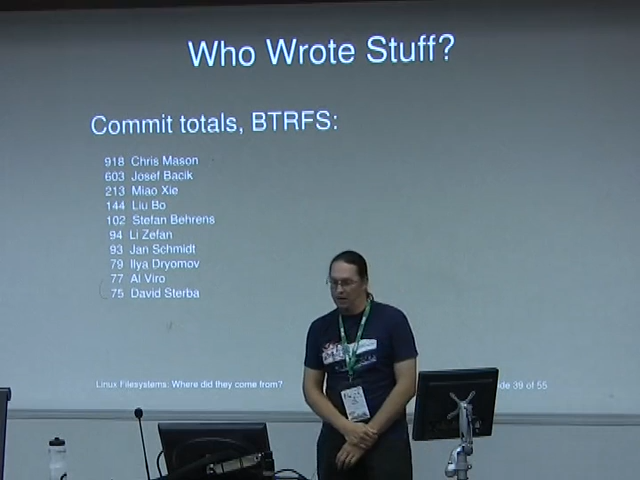 Who Wrote Stuff?
Commit totals, BTRFS:
918 Chris Mason
603 Josef Bacik
213 Miao Xie
144 Liu Bo
102 Stefan Behrens
94 Li Zefan
93 Jan Schmidt
79 Ilya Dryomov
77 Al Viro
75 David Sterba
Linux Filesystems: Where did they come from?
39 of 55